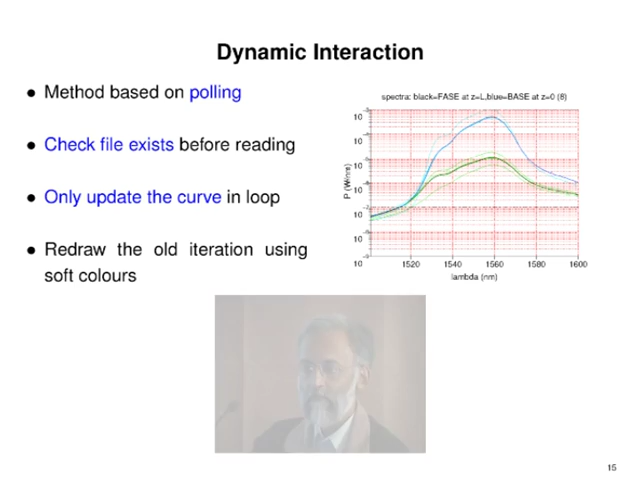 Dynamic Interaction
• Method based on polling
• Check file exists before reading
• Only update the curve in loop
• Redraw the old iteration using
soft colours
spectra: black=FASE at z=L,blue=BASE at z=0 (8)
P (W/nm)
10
10
10
10
10
10
10
1520 1540 1560 1580 1600
lambda (nm)
15